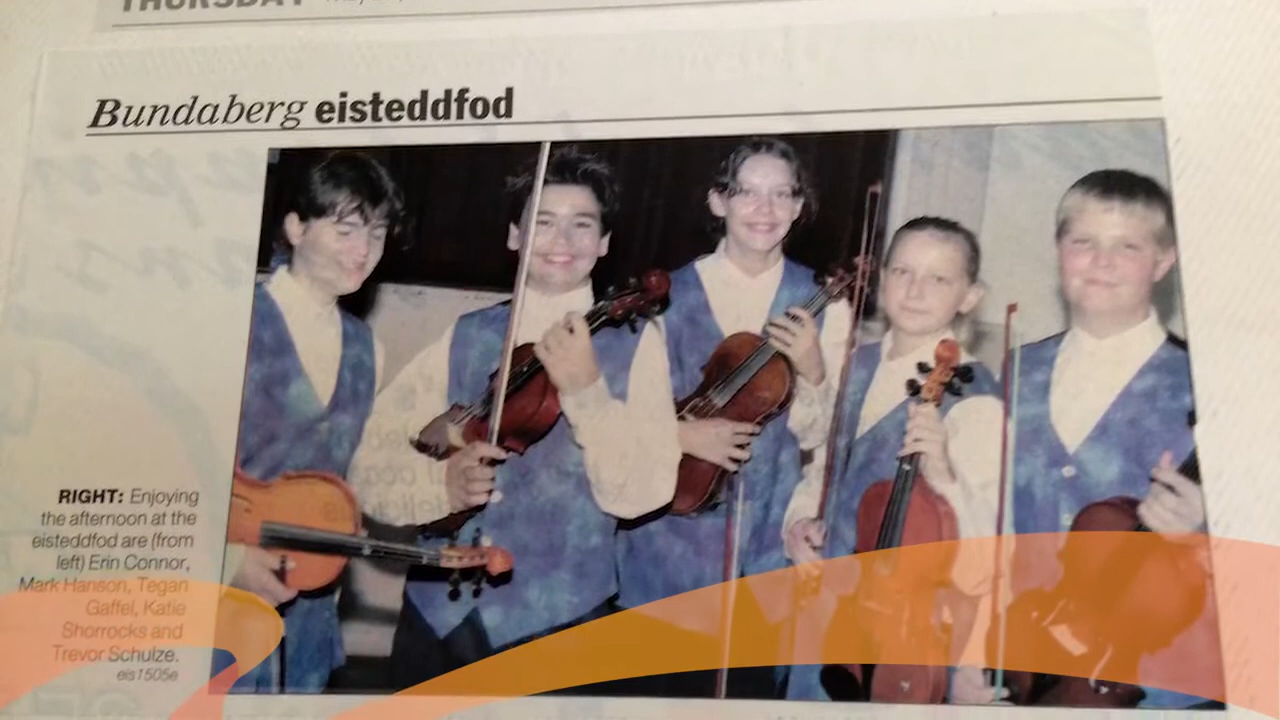 THURSDAY
Bundaberg eisteddfod
RIGHT: Enjoying
the afternoon at the
eisteddfod are (from
left) Erin Connor,
Mark Hanson, Tegan
Gaffel, Katie
Shorrocks and
Trevor Schulze.
eis1505e